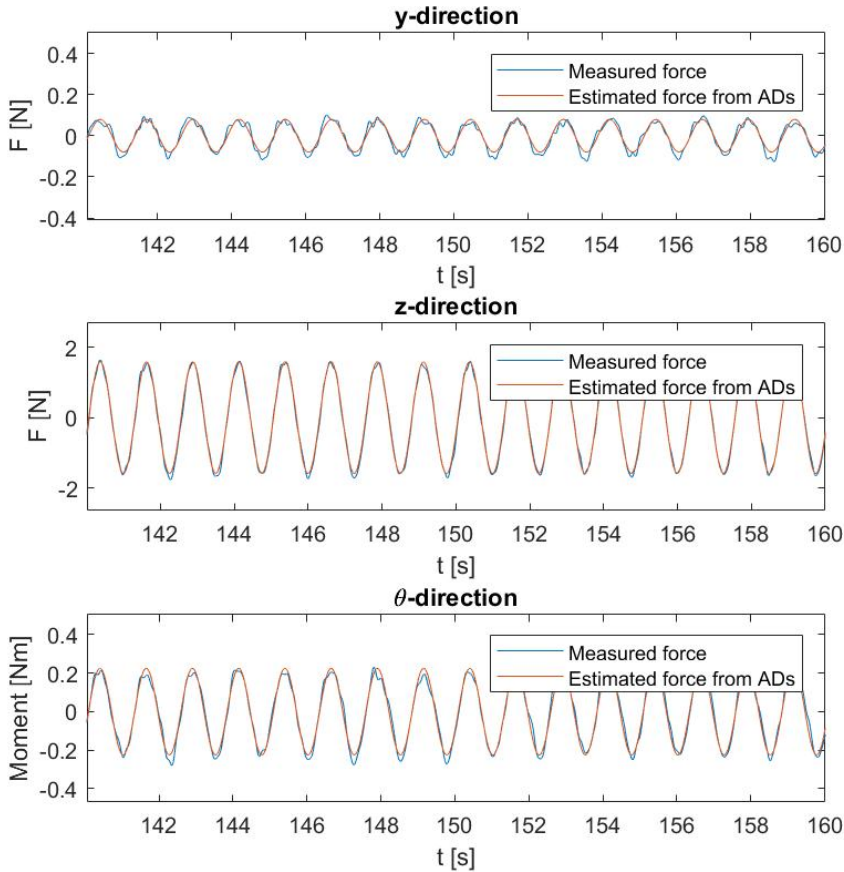 y-direction
0.4
0.2
0
-0.2
-0.4
F [N]
Measured force
Estimated force from ADs
142 144 146 148 150 152 154 156 158 160
t [s]
z-direction
2
0
-2
F [N]
Measured force
Estimated force from ADs
142 144 146 148 150 152 154 156 158 160
t [s]
θ-direction
0.4
0.2
0
-0.2
-0.4
Moment [Nm]
Measured force
Estimated force from ADs
142 144 146 148 150 152 154 156 158 160
t [s]